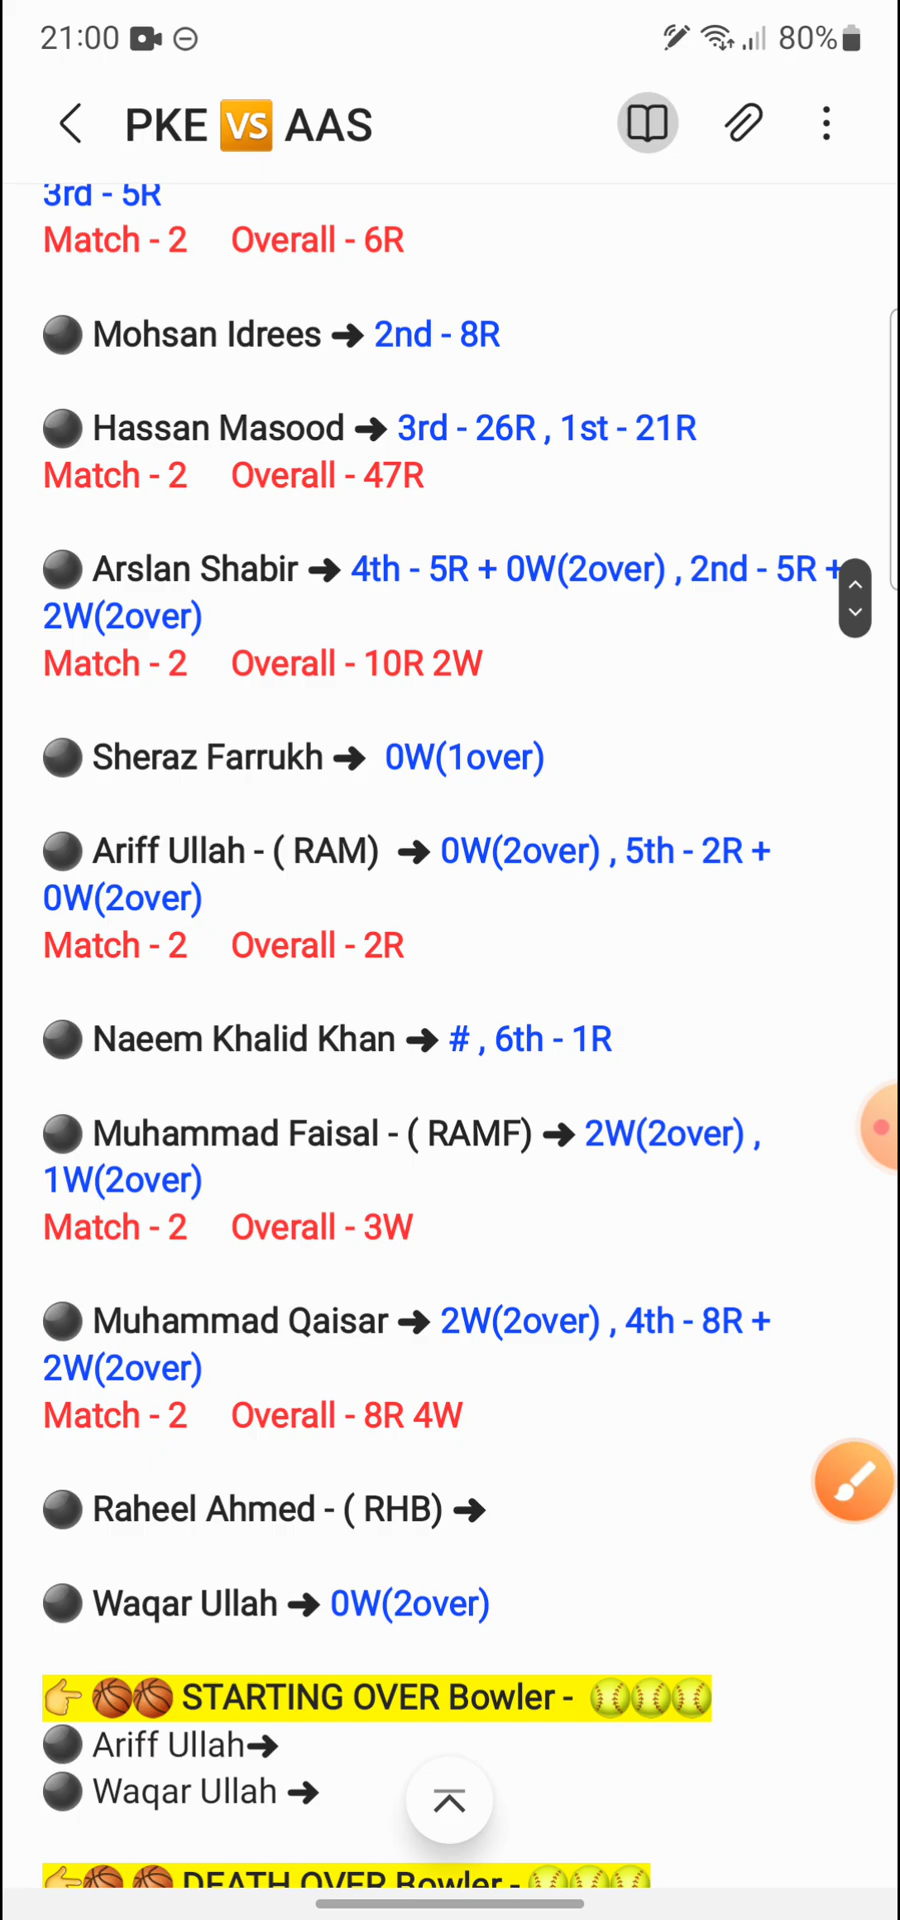 21:00 80%
PKE VS AAS
3rd - 5R
Match - 2 Overall - 6R
Mohsan Idrees → 2nd - 8R
Hassan Masood → 3rd - 26R , 1st - 21R
Match - 2 Overall - 47R
Arslan Shabir → 4th - 5R + 0W(2over) , 2nd - 5R +
2W(2over)
Match - 2 Overall - 10R 2W
Sheraz Farrukh → 0W(1over)
Ariff Ullah - ( RAM) → 0W(2over) , 5th - 2R +
0W(2over)
Match - 2 Overall - 2R
Naeem Khalid Khan → # , 6th - 1R
Muhammad Faisal - ( RAMF) → 2W(2over) ,
1W(2over)
Match - 2 Overall - 3W
Muhammad Qaisar → 2W(2over) , 4th - 8R +
2W(2over)
Match - 2 Overall - 8R 4W
Raheel Ahmed - ( RHB) →
Waqar Ullah → 0W(2over)
👉🏀🏀 STARTING OVER Bowler - 🥎🥎🥎
Ariff Ullah→
Waqar Ullah →
👉🏀🏀 DEATH OVER Bowler - 🥎🥎🥎